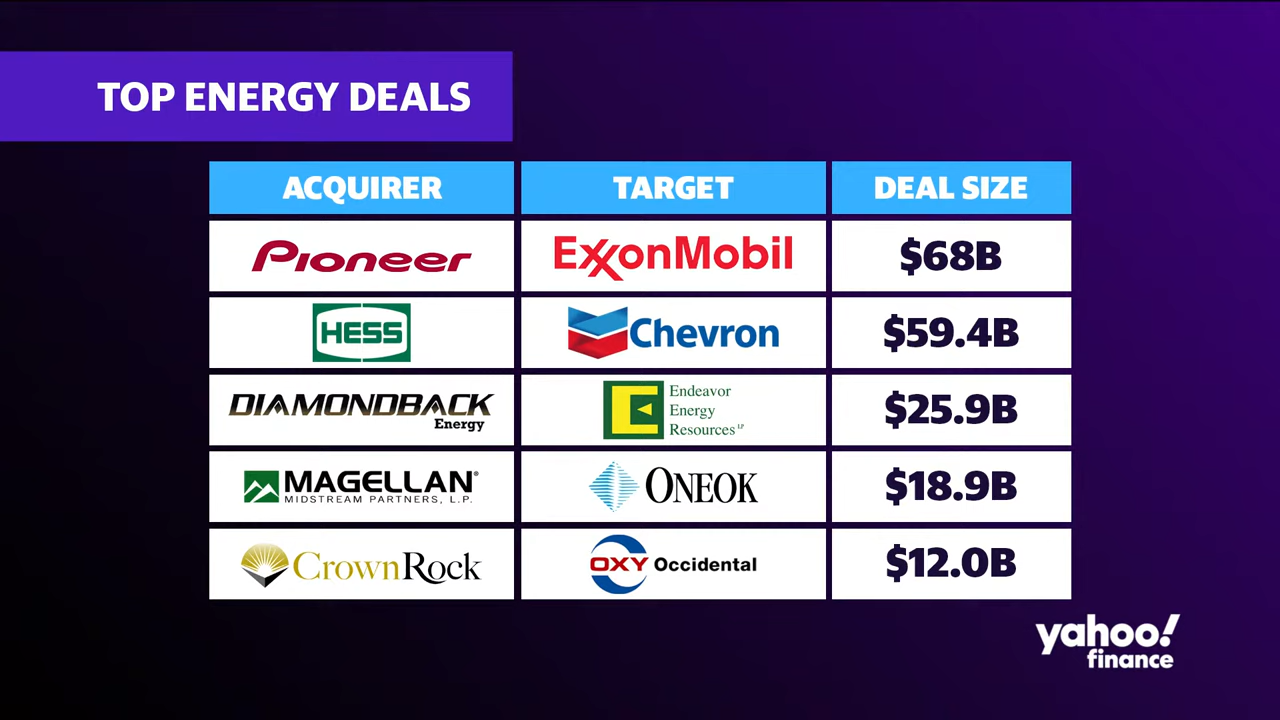 TOP ENERGY DEALS
ACQUIRER TARGET DEAL SIZE
Pioneer ExxonMobil $68B
HESS Chevron $59.4B
DIAMONDBACK Energy Endeavor Energy Resources LP $25.9B
MAGELLAN® MIDSTREAM PARTNERS, L.P. ONEOK $18.9B
CrownRock OXY Occidental $12.0B
yahoo!
finance